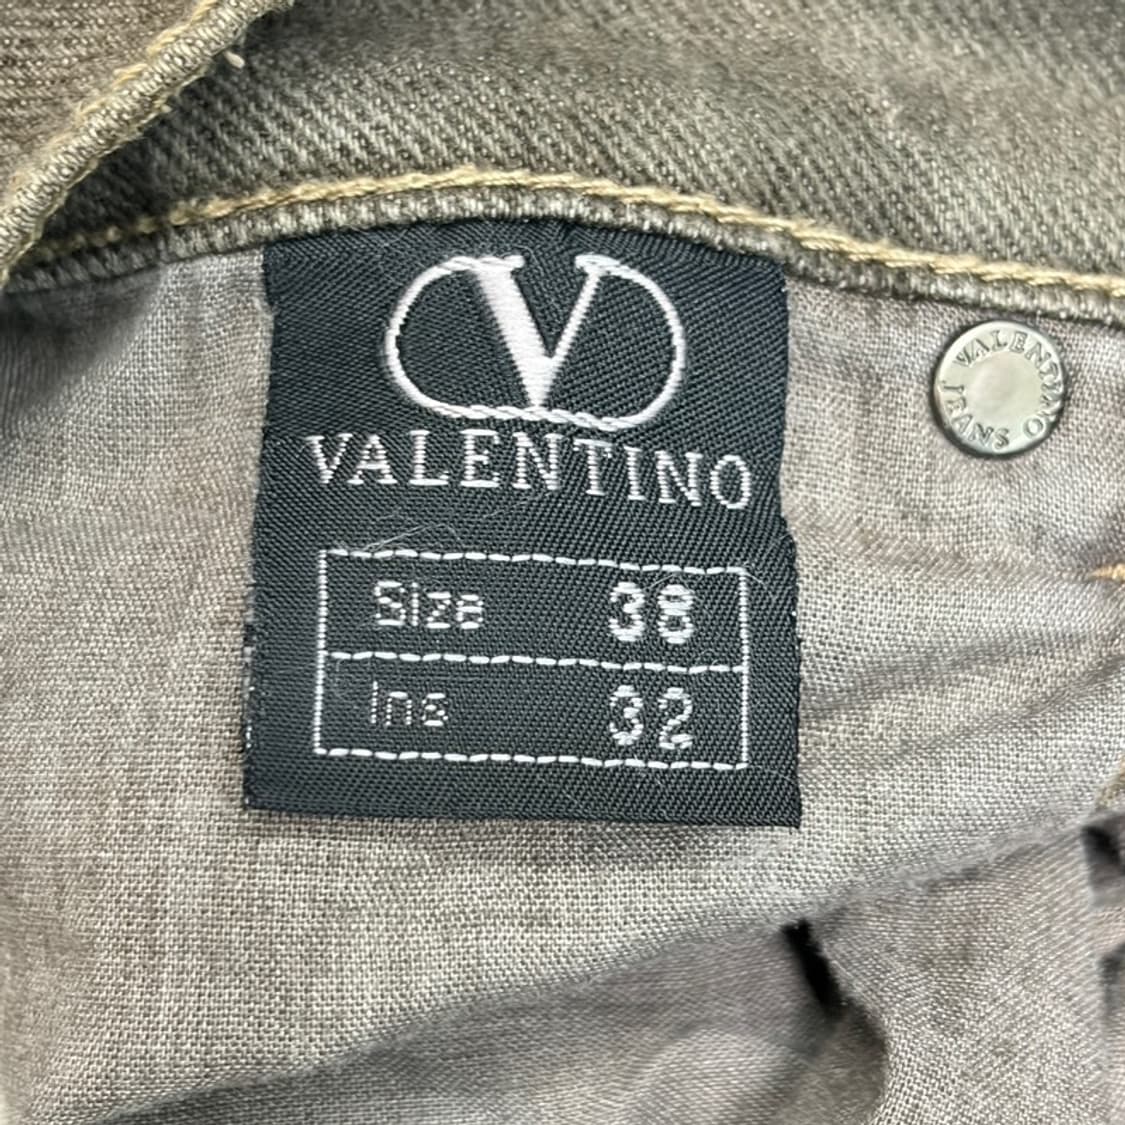 V
VALENTINO
Size 38
Ins 32
VALENTINO
JEANS